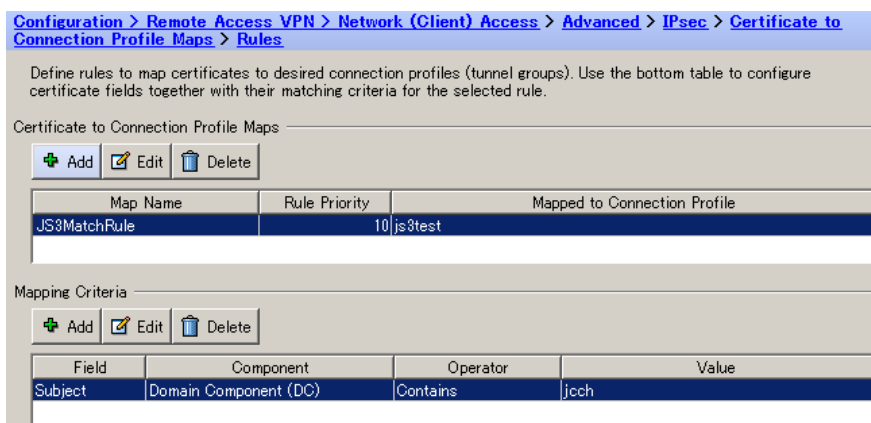 Configuration > Remote Access VPN > Network (Client) Access > Advanced > IPsec > Certificate to
Connection Profile Maps > Rules
Define rules to map certificates to desired connection profiles (tunnel groups). Use the bottom table to configure
certificate fields together with their matching criteria for the selected rule.
Certificate to Connection Profile Maps
Add Edit Delete
Map Name Rule Priority Mapped to Connection Profile
JS3MatchRule 10 js3test
Mapping Criteria
Add Edit Delete
Field Component Operator Value
Subject Domain Component (DC) Contains jcch